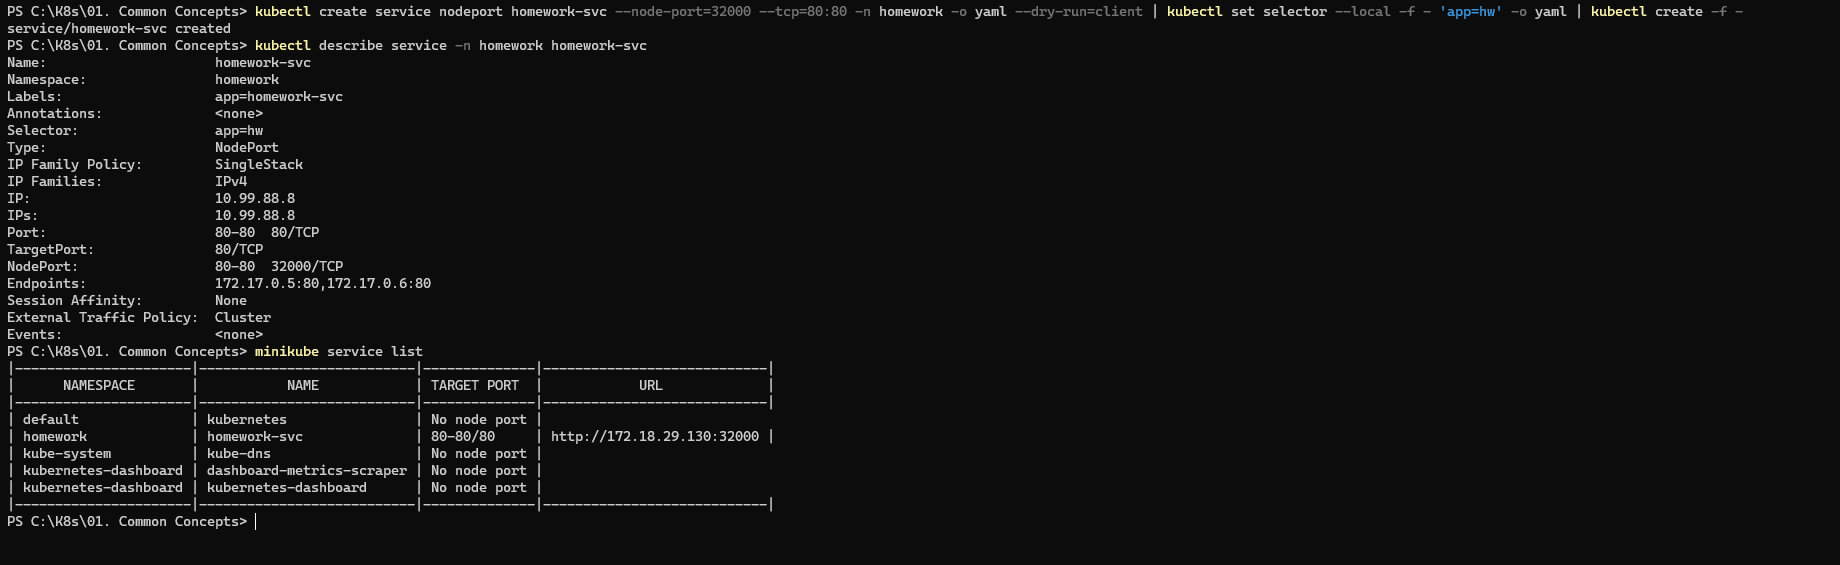 PS C:\K8s\01. Common Concepts> kubectl create service nodeport homework-svc --node-port=32000 --tcp=80:80 -n homework -o yaml --dry-run=client | kubectl set selector --local -f - 'app=hw' -o yaml | kubectl create -f -
service/homework-svc created
PS C:\K8s\01. Common Concepts> kubectl describe service -n homework homework-svc
Name:                     homework-svc
Namespace:                homework
Labels:                   app=homework-svc
Annotations:              <none>
Selector:                 app=hw
Type:                     NodePort
IP Family Policy:         SingleStack
IP Families:              IPv4
IP:                       10.99.88.8
IPs:                      10.99.88.8
Port:                     80-80  80/TCP
TargetPort:               80/TCP
NodePort:                 80-80  32000/TCP
Endpoints:                172.17.0.5:80,172.17.0.6:80
Session Affinity:         None
External Traffic Policy:  Cluster
Events:                   <none>
PS C:\K8s\01. Common Concepts> minikube service list
|----------------------|---------------------------|--------------|----------------------------|
|      NAMESPACE       |           NAME            | TARGET PORT  |            URL             |
|----------------------|---------------------------|--------------|----------------------------|
| default              | kubernetes                | No node port |
| homework             | homework-svc              | 80-80/80     | http://172.18.29.130:32000 |
| kube-system          | kube-dns                  | No node port |
| kubernetes-dashboard | dashboard-metrics-scraper | No node port |
| kubernetes-dashboard | kubernetes-dashboard      | No node port |
|----------------------|---------------------------|--------------|----------------------------|
PS C:\K8s\01. Common Concepts>